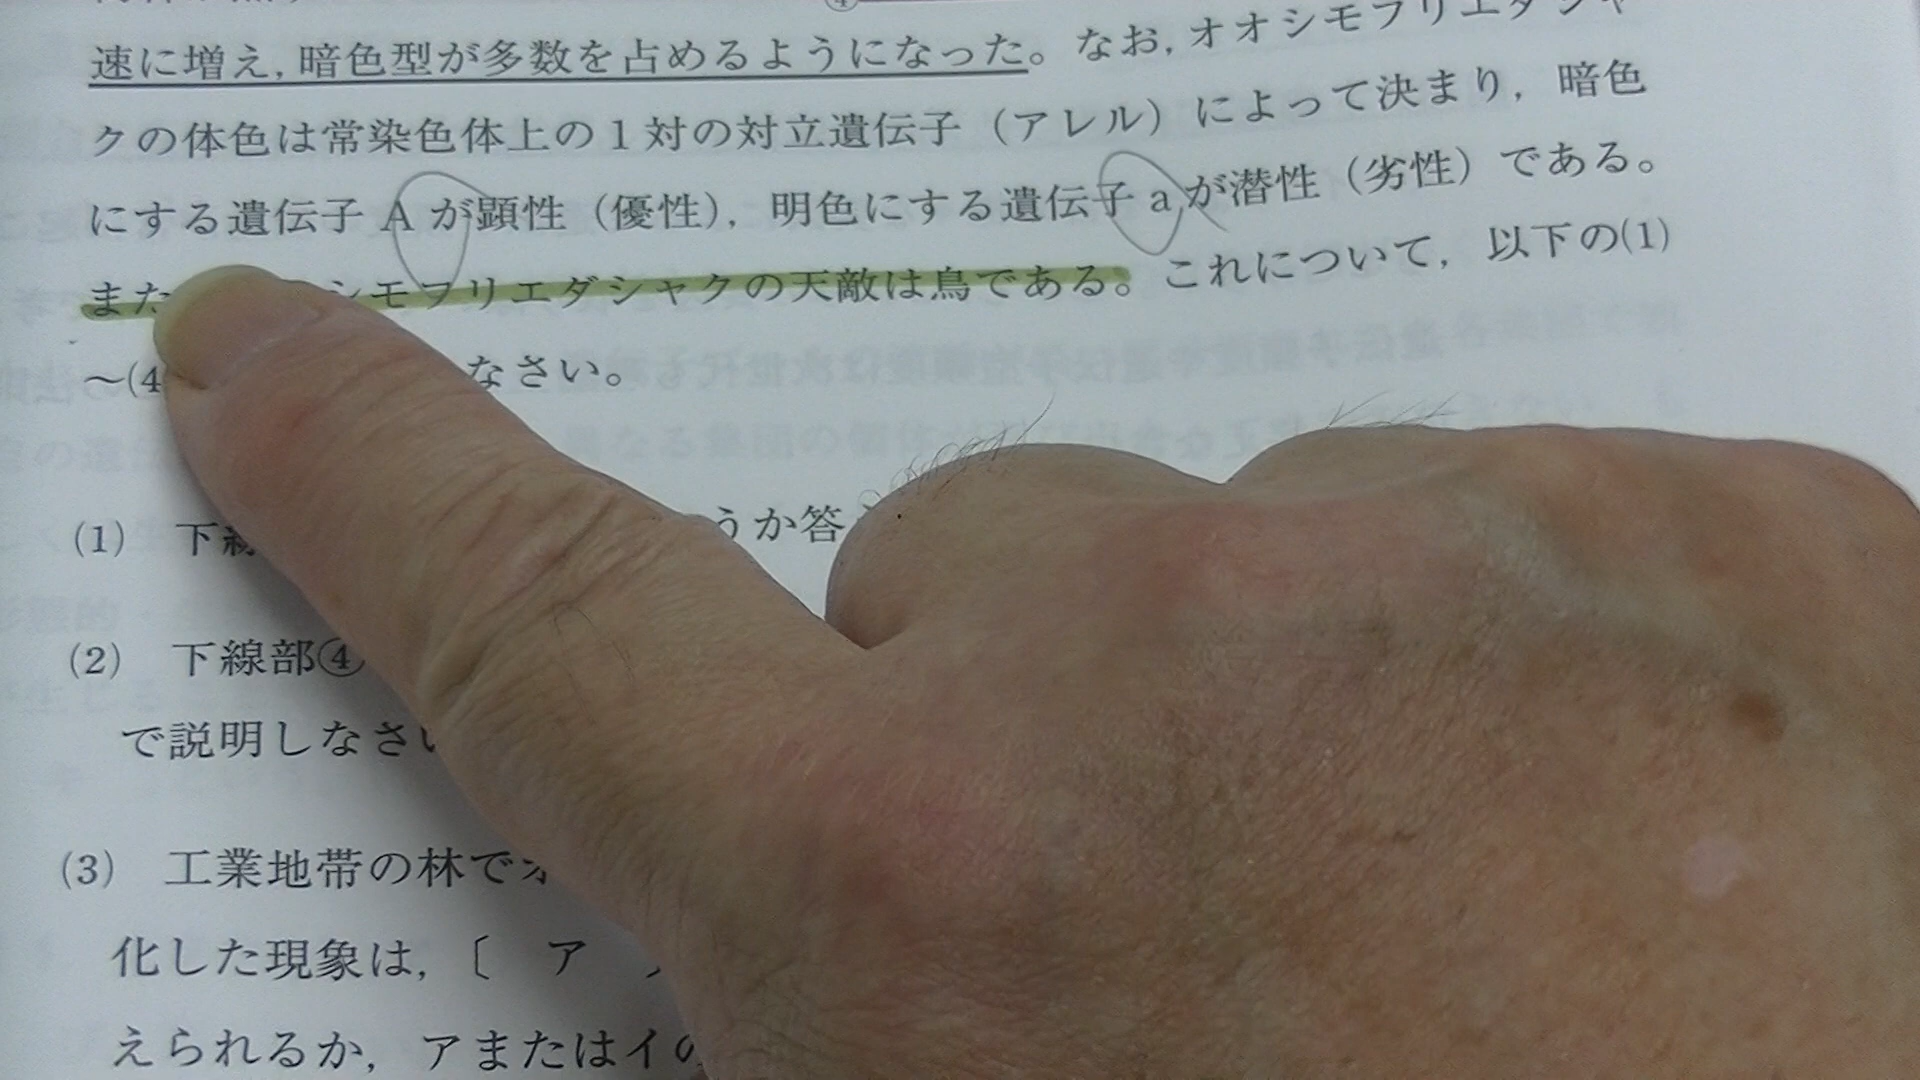 ④
速に増え，暗色型が多数を占めるようになった。なお，オオシモフリエダシャ
クの体色は常染色体上の1対の対立遺伝子（アレル）によって決まり，暗色
にする遺伝子Aが顕性（優性），明色にする遺伝子aが潜性（劣性）である。
また シモフリエダシャクの天敵は鳥である。これについて，以下の(1)
～(4 なさい。
(1) 下線 うか答
(2) 下線部④
で説明しなさい
(3) 工業地帯の林でオ
化した現象は，〔 ア
えられるか，アまたはイの